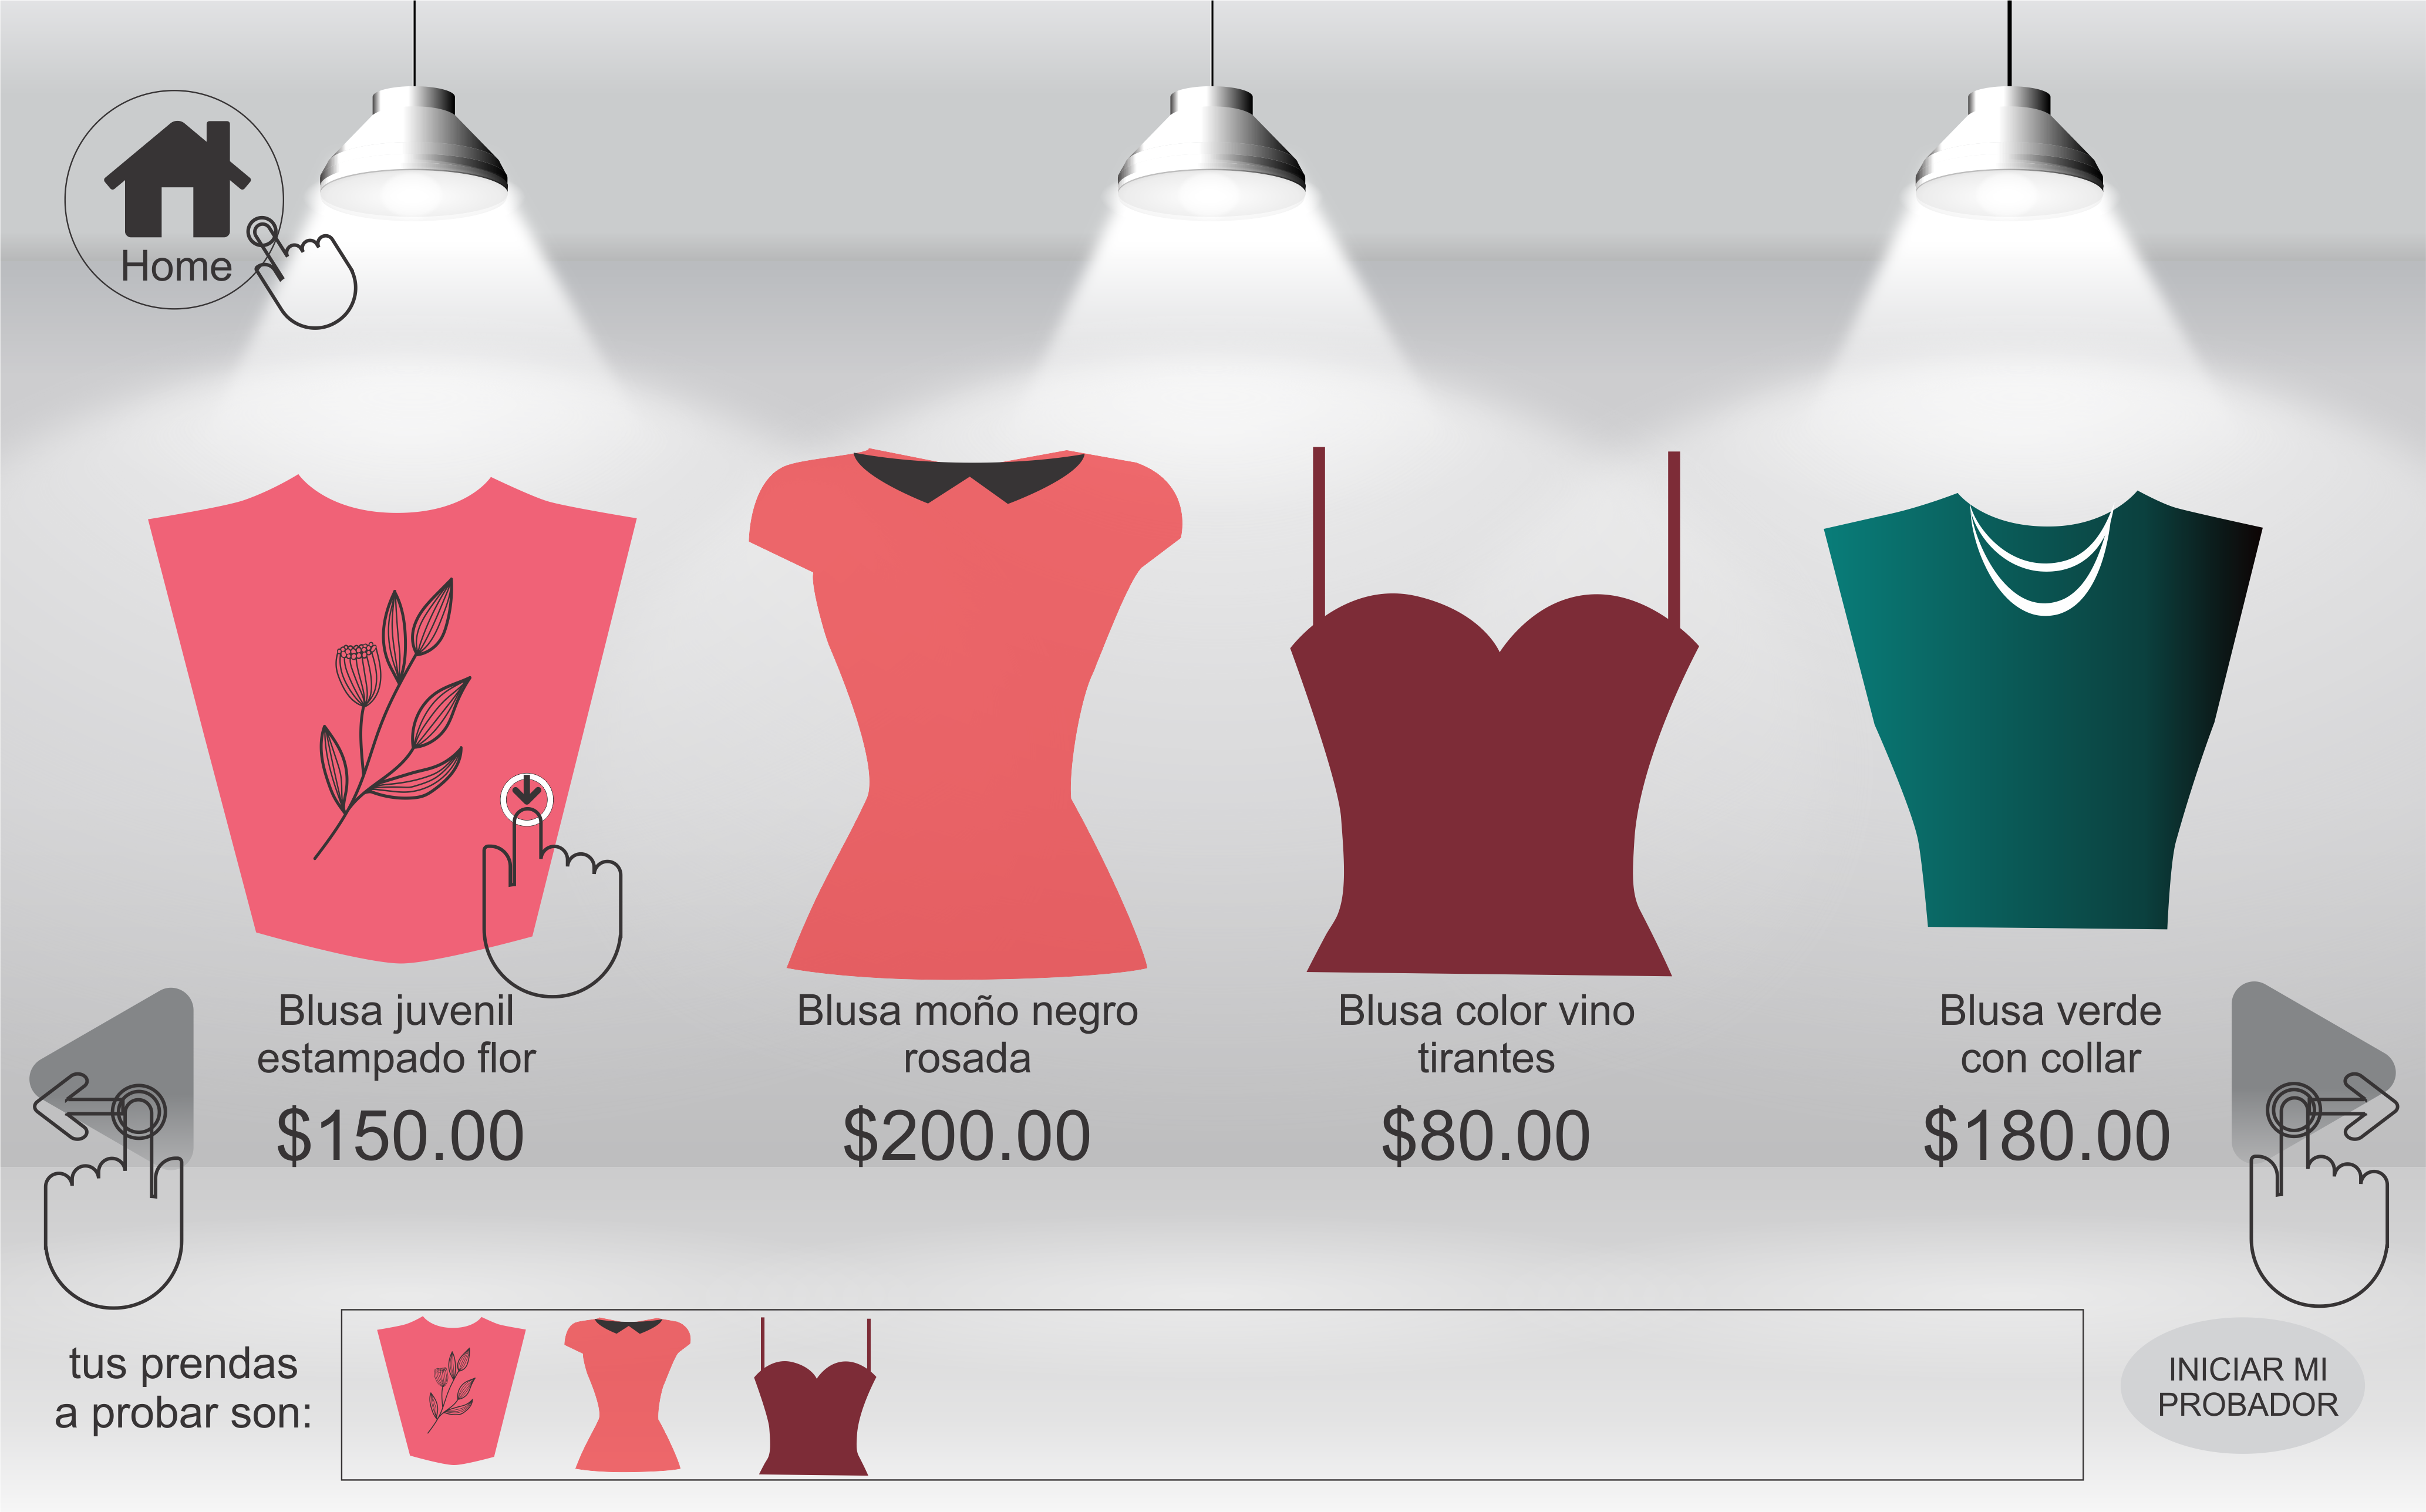 Home
Blusa juvenil
estampado flor
$150.00
Blusa moño negro
rosada
$200.00
Blusa color vino
tirantes
$80.00
Blusa verde
con collar
$180.00
tus prendas
a probar son:
INICIAR MI
PROBADOR